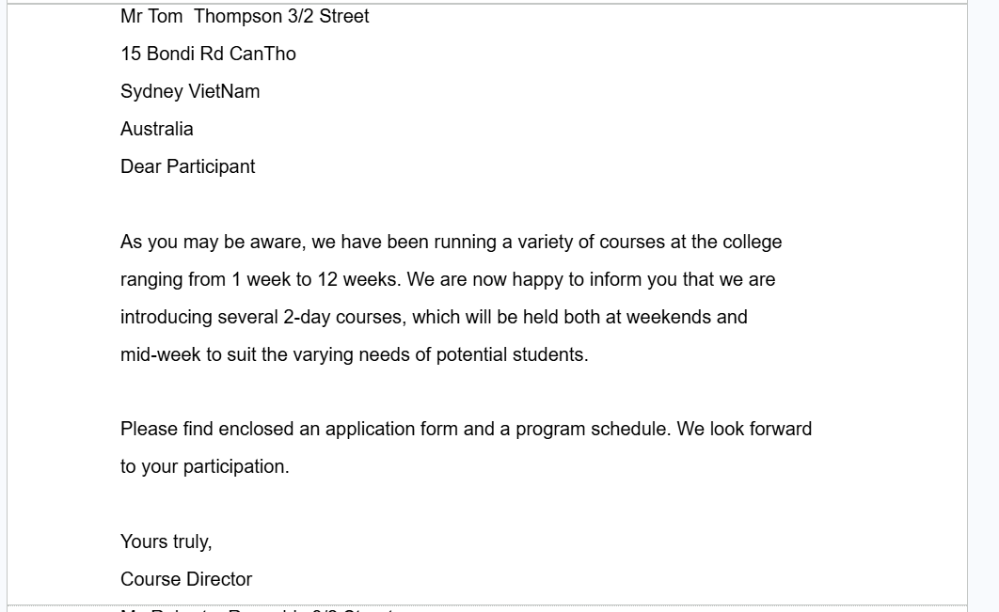 Mr Tom  Thompson 3/2 Street
15 Bondi Rd CanTho
Sydney VietNam
Australia
Dear Participant
As you may be aware, we have been running a variety of courses at the college
ranging from 1 week to 12 weeks. We are now happy to inform you that we are
introducing several 2-day courses, which will be held both at weekends and
mid-week to suit the varying needs of potential students.
Please find enclosed an application form and a program schedule. We look forward
to your participation.
Yours truly,
Course Director